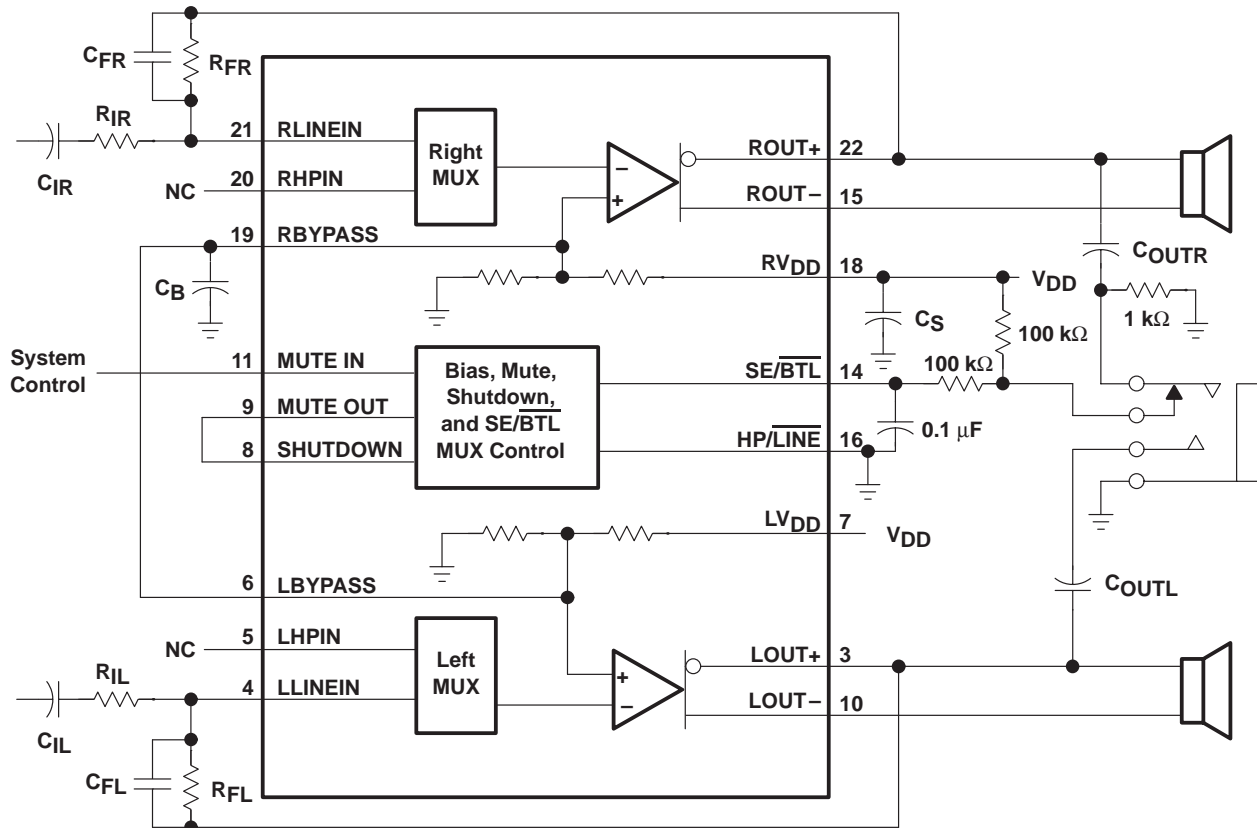 CFR
RFR
RIR
CIR
21 RLINEIN
NC 20 RHPIN
19 RBYPASS
CB
Right
MUX
−
+
ROUT+ 22
ROUT− 15
RVDD 18
VDD
CS
COUTR
1 kΩ
100 kΩ
100 kΩ
System
Control
11 MUTE IN
9 MUTE OUT
8 SHUTDOWN
Bias, Mute,
Shutdown,
and SE/BTL
MUX Control
SE/BTL 14
HP/LINE 16
0.1 μF
LVDD 7
VDD
6 LBYPASS
NC 5 LHPIN
4 LLINEIN
RIL
CIL
CFL
RFL
Left
MUX
+
−
LOUT+ 3
LOUT− 10
COUTL